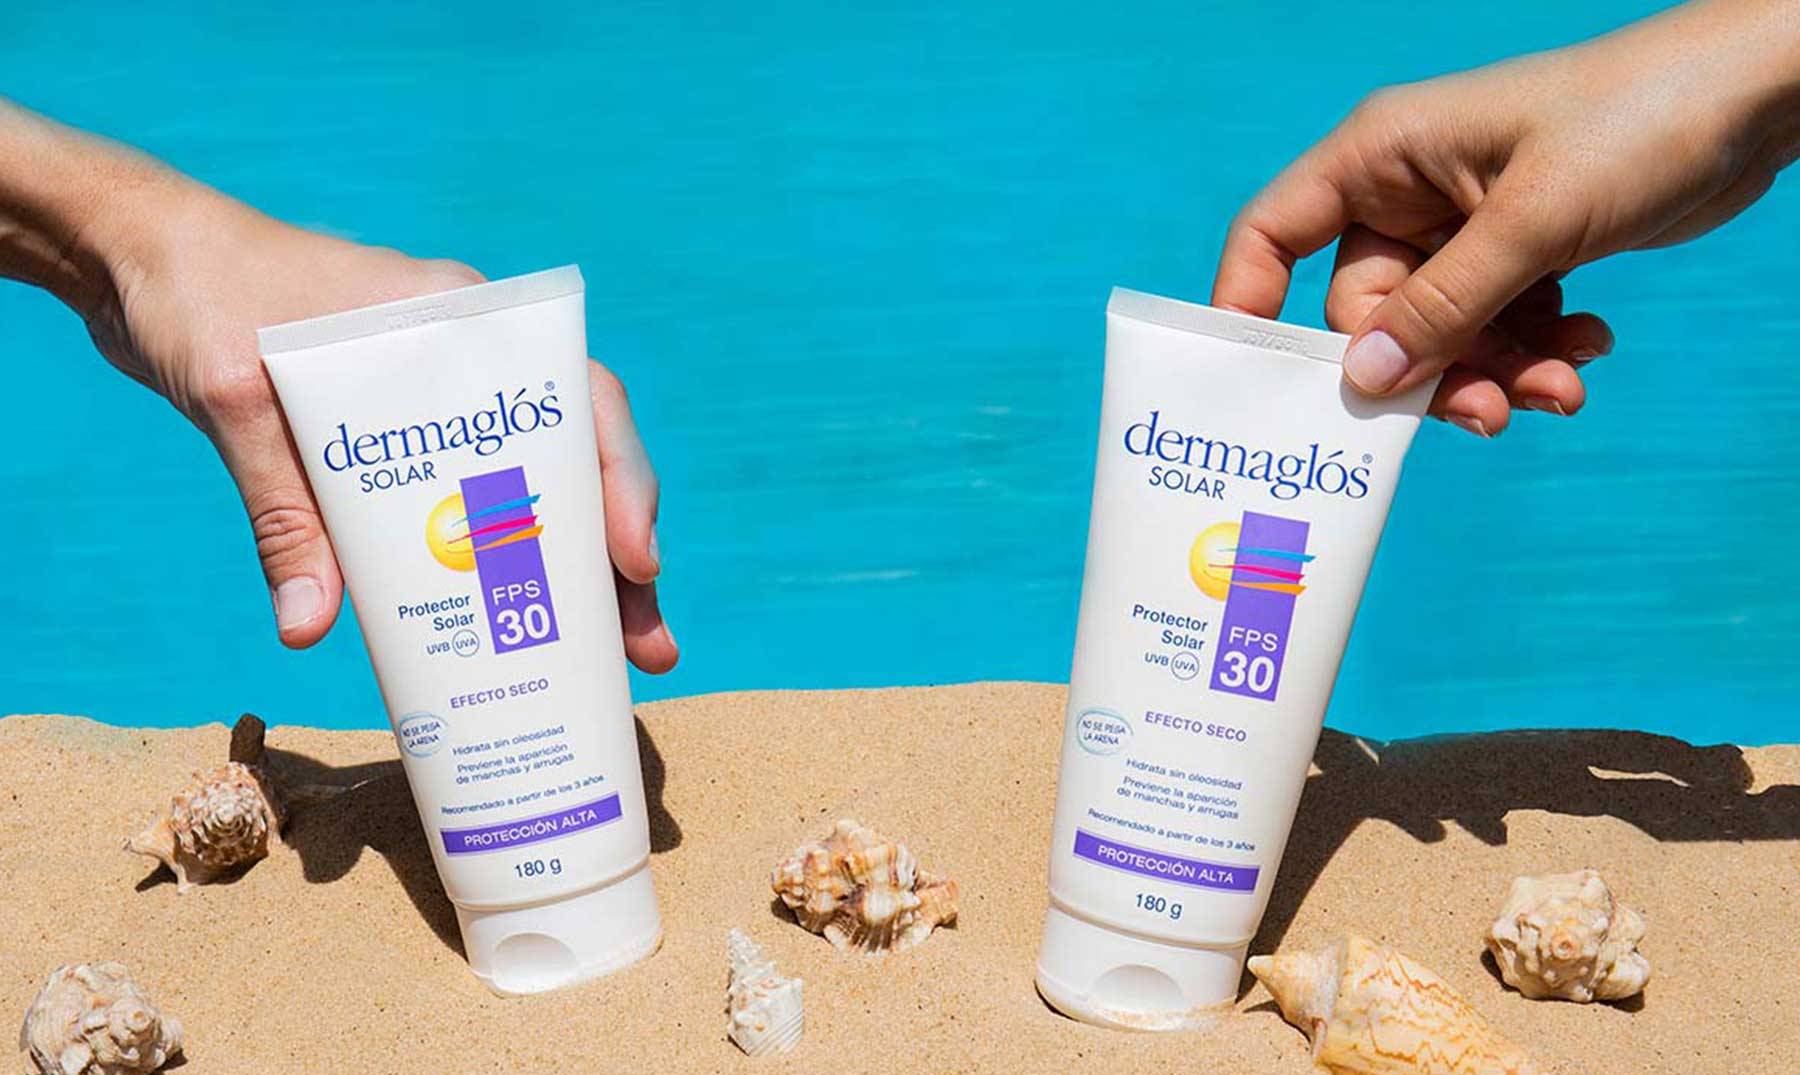 dermaglós®
SOLAR
FPS
30
Protector
Solar
UVB UVA
EFECTO SECO
NO SE PEGA
LA ARENA
Hidrata sin oleosidad
Previene la aparición
de manchas y arrugas
Recomendado a partir de los 3 años
PROTECCIÓN ALTA
180 g
dermaglós®
SOLAR
FPS
30
Protector
Solar
UVB UVA
EFECTO SECO
NO SE PEGA
LA ARENA
Hidrata sin oleosidad
Previene la aparición
de manchas y arrugas
Recomendado a partir de los 3 años
PROTECCIÓN ALTA
180 g